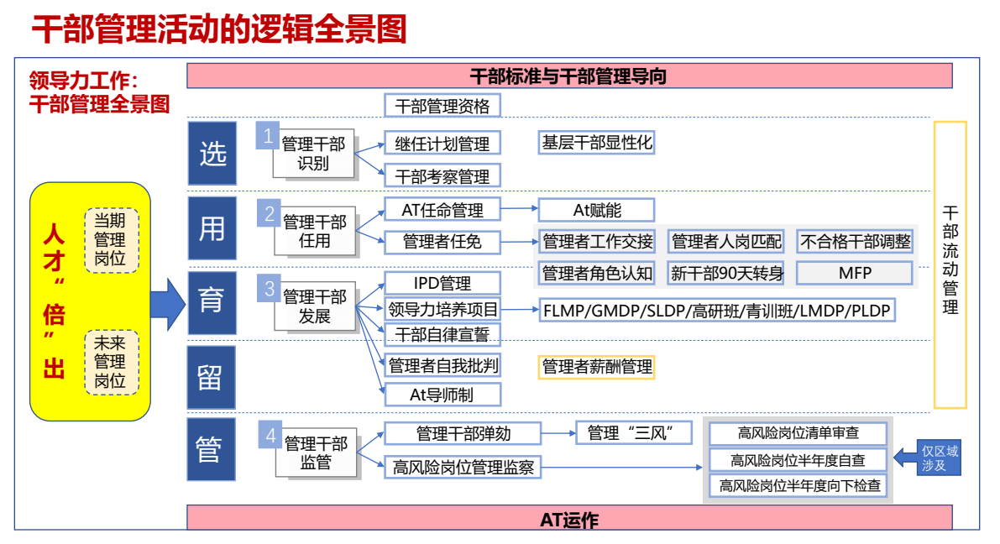 干部管理活动的逻辑全景图
领导力工作：
干部管理全景图
干部标准与干部管理导向
人
才
“
倍
”
出
当期
管理
岗位
未来
管理
岗位
干部管理资格
选
1
管理干部
识别
继任计划管理
基层干部显性化
干部考察管理
用
2
管理干部
任用
AT任命管理
At赋能
管理者任免
管理者工作交接
管理者人岗匹配
不合格干部调整
管理者角色认知
新干部90天转身
MFP
育
3
管理干部
发展
IPD管理
领导力培养项目
FLMP/GMDP/SLDP/高研班/青训班/LMDP/PLDP
干部自律宣誓
留
管理者自我批判
管理者薪酬管理
At导师制
管
4
管理干部
监管
管理干部弹劾
管理“三风”
高风险岗位管理监察
高风险岗位清单审查
高风险岗位半年度自查
高风险岗位半年度向下检查
仅区域
涉及
干
部
流
动
管
理
AT运作